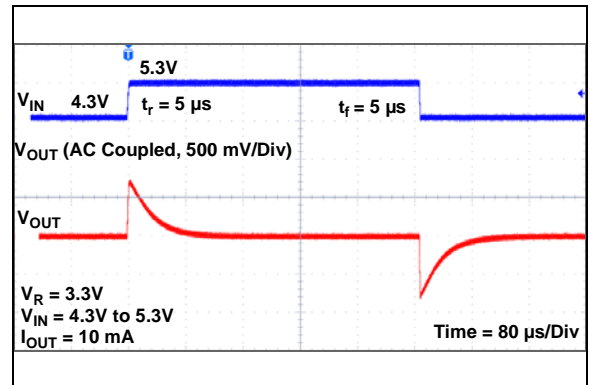 T
5.3V
VIN 4.3V tr = 5 µs tf = 5 µs
VOUT (AC Coupled, 500 mV/Div)
VOUT
VR = 3.3V
VIN = 4.3V to 5.3V
IOUT = 10 mA
Time = 80 µs/Div